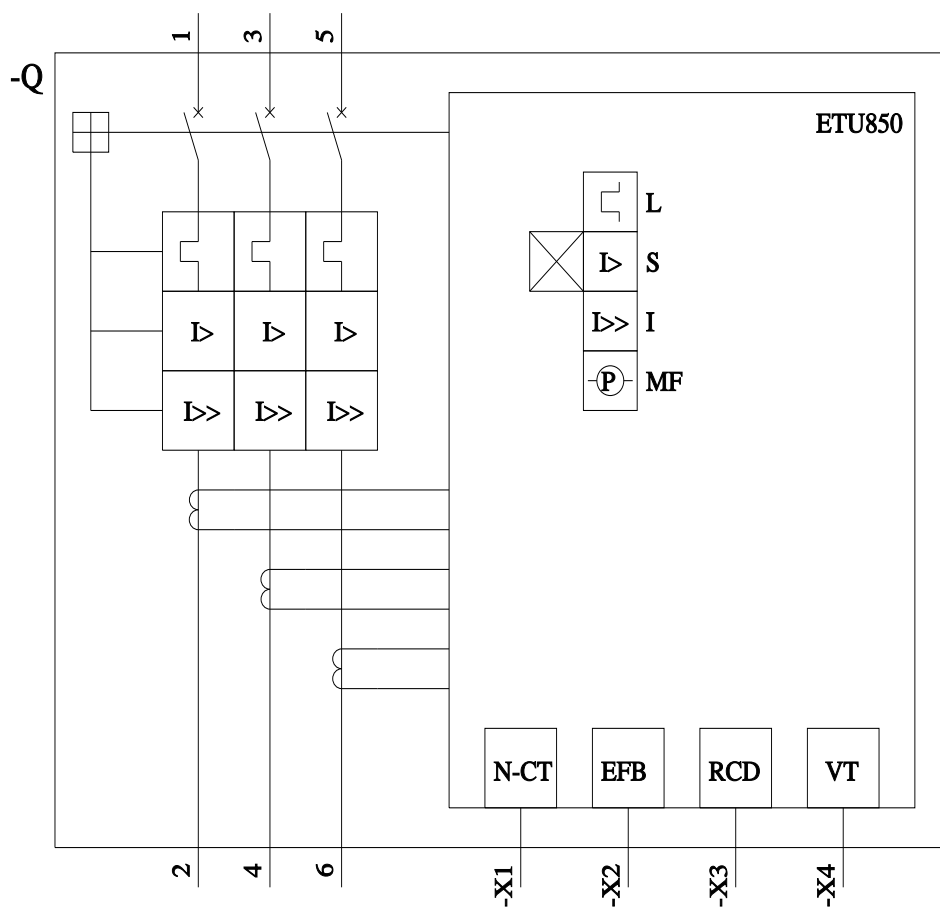 1 3 5
-Q
ETU850
L
I> S
I> I> I>
I>> I
P MF
I>> I>> I>>
N-CT EFB RCD VT
2 4 6 -X1 -X2 -X3 -X4